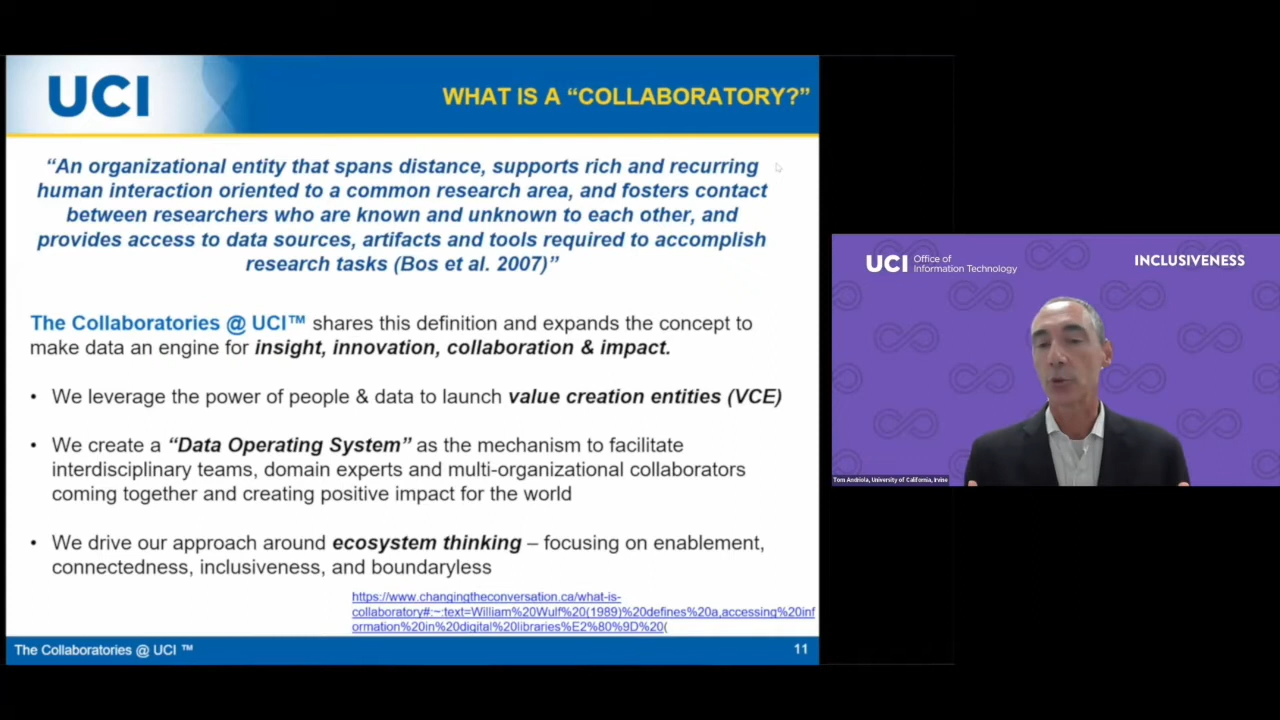 UCI
WHAT IS A “COLLABORATORY?”
“An organizational entity that spans distance, supports rich and recurring
human interaction oriented to a common research area, and fosters contact
between researchers who are known and unknown to each other, and
provides access to data sources, artifacts and tools required to accomplish
research tasks (Bos et al. 2007)”
The Collaboratories @ UCI™ shares this definition and expands the concept to
make data an engine for insight, innovation, collaboration & impact.
• We leverage the power of people & data to launch value creation entities (VCE)
• We create a “Data Operating System” as the mechanism to facilitate
interdisciplinary teams, domain experts and multi-organizational collaborators
coming together and creating positive impact for the world
• We drive our approach around ecosystem thinking – focusing on enablement,
connectedness, inclusiveness, and boundaryless
https://www.changingtheconversation.ca/what-is-
collaboratory#:~:text=William%20Wulf%20(1989)%20defines%20a,accessing%20inf
ormation%20in%20digital%20libraries%E2%80%9D%20(
The Collaboratories @ UCI ™
11
UCI Office of
Information Technology
INCLUSIVENESS
Tom Andriola, University of California, Irvine